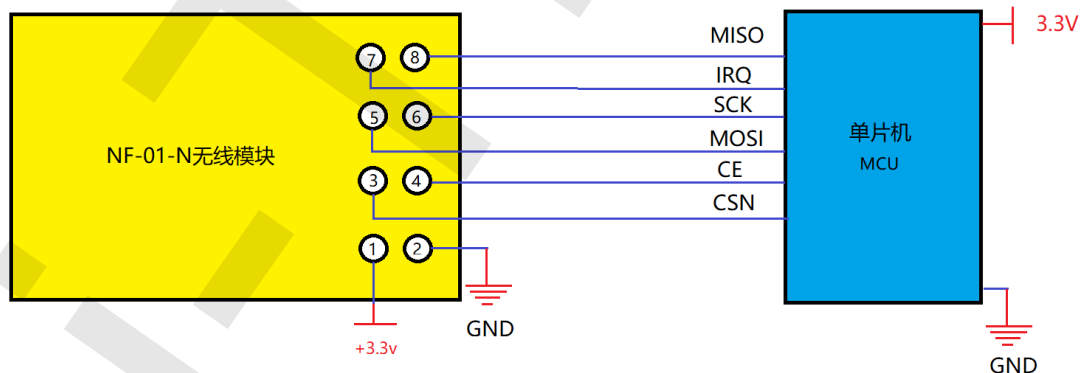 3.3V
MISO
7
8
IRQ
SCK
5
6
单片机
MOSI
MCU
NF-01-N无线模块
CE
3
4
CSN
1
2
GND
+3.3v
GND